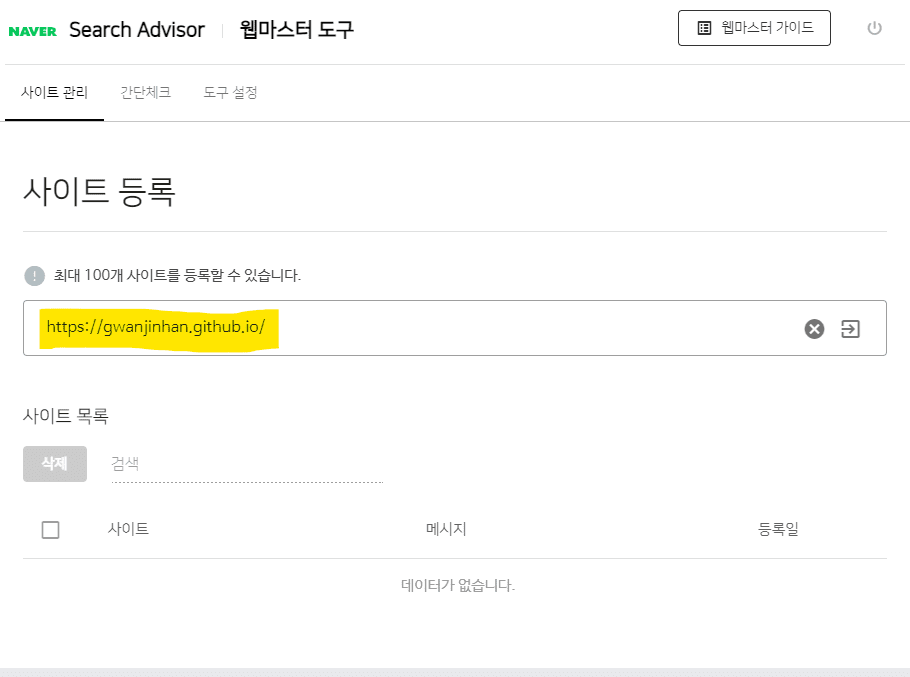 NAVER Search Advisor 웹마스터 도구 웹마스터 가이드
사이트 관리 간단체크 도구 설정
사이트 등록
! 최대 100개 사이트를 등록할 수 있습니다.
https://gwanjinhan.github.io/
사이트 목록
삭제 검색
사이트 메시지 등록일
데이터가 없습니다.